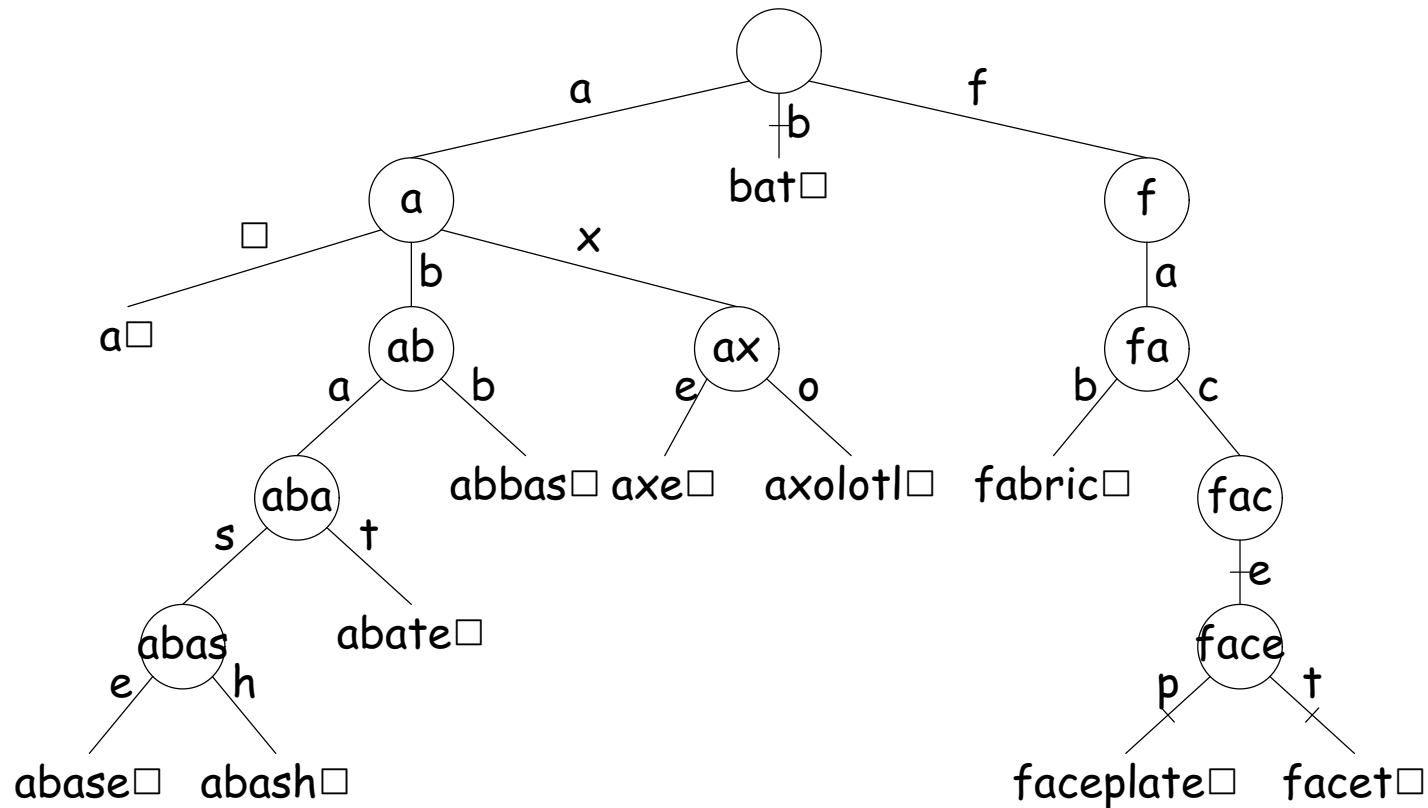 a
b
f
a
bat□
f
□
b
x
a
a□
ab
ax
fa
a
b
e
o
b
c
aba
abbas□
axe□
axolotl□
fabric□
fac
s
t
e
abas
abate□
face
e
h
p
t
abase□
abash□
faceplate□
facet□